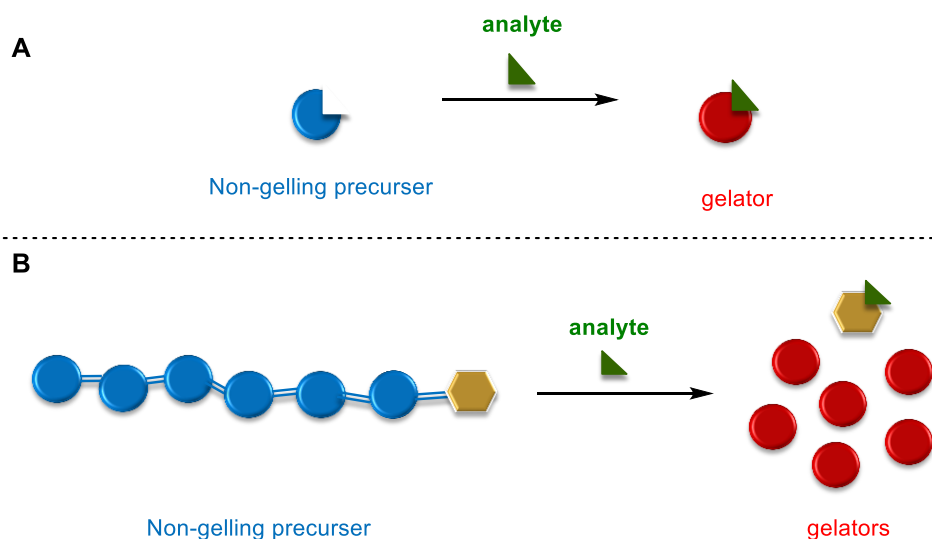 A
analyte
Non-gelling precurser
gelator
B
analyte
Non-gelling precurser
gelators